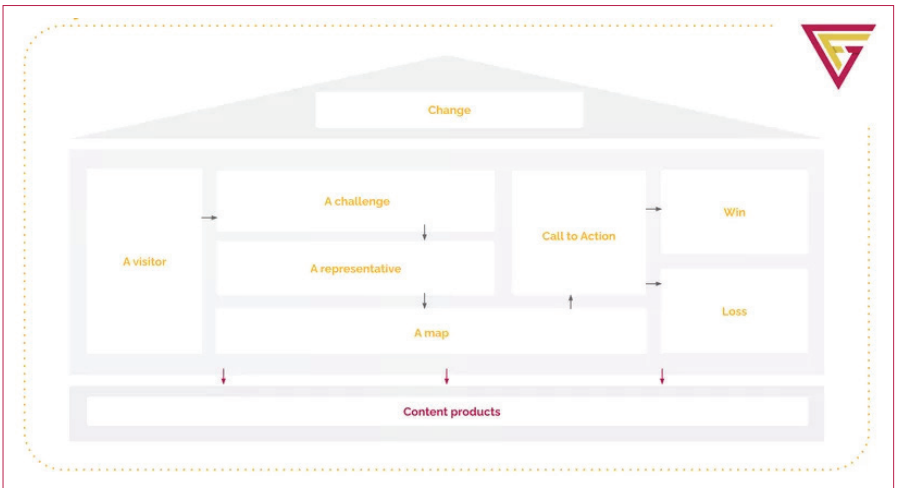 Change
A visitor
A challenge
A representative
A map
Call to Action
Win
Loss
Content products